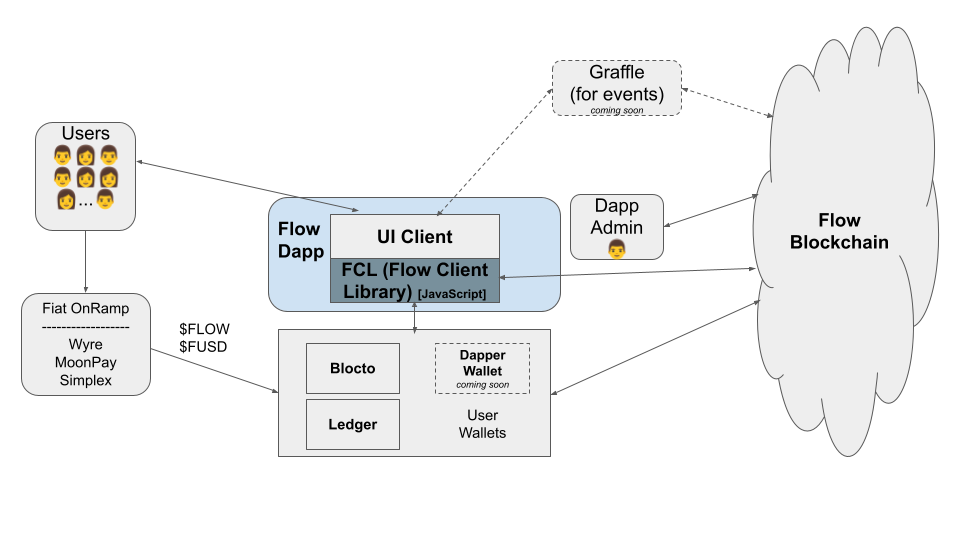 Graffle
(for events)
coming soon
Users
...
Flow
Dapp
UI Client
FCL (Flow Client
Library) [JavaScript]
Dapp
Admin
Flow
Blockchain
Fiat OnRamp
-------------------
Wyre
MoonPay
Simplex
$FLOW
$FUSD
Blocto
Dapper
Wallet
coming soon
Ledger
User
Wallets